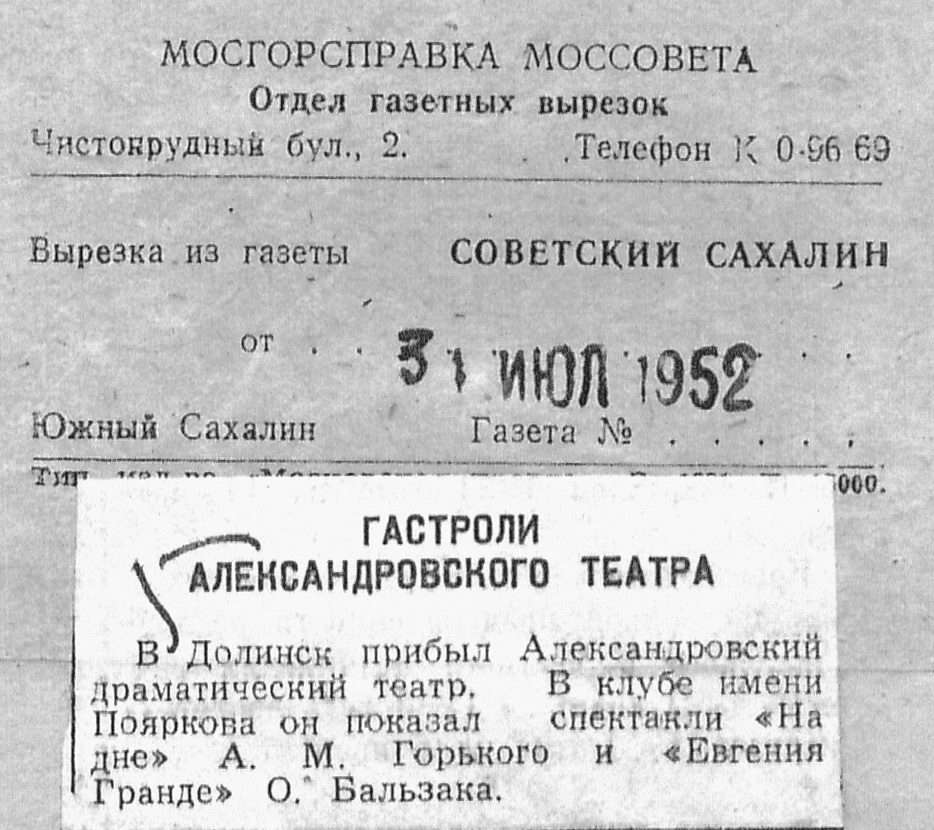 МОСГОРСПРАВКА МОССОВЕТА
Отдел газетных вырезок
Чистопрудный бул., 2. Телефон К 0-96 69
Вырезка из газеты СОВЕТСКИЙ САХАЛИН
от . . 31 ИЮЛ 1952 . .
Южный Сахалин Газета № . . . . .
Тип. 000.
ГАСТРОЛИ
АЛЕКСАНДРОВСКОГО ТЕАТРА
В Долинск прибыл Александровский
драматический театр. В клубе имени
Пояркова он показал спектакли «На
дне» А. М. Горького и «Евгения
Гранде» О. Бальзака.